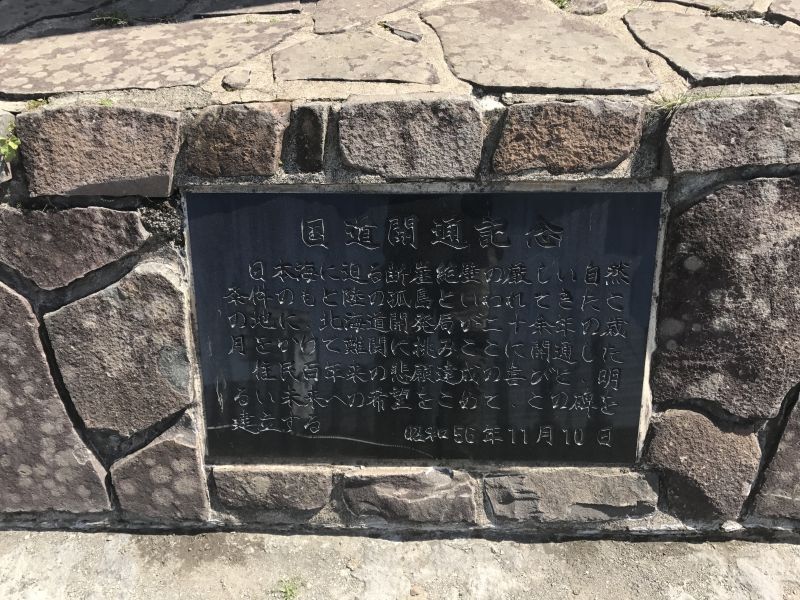 国道開通記念
日本海に迫る断崖絶壁の厳しい自然
条件のもと陸の孤島といわれてきたこ
の地に、北海道開発局が二十余年の歳
月をかけて難関に挑みここに開通した
住民百年来の悲願達成の喜びと、明
るい未来への希望をこめてこの碑を
建立する
昭和56年11月10日